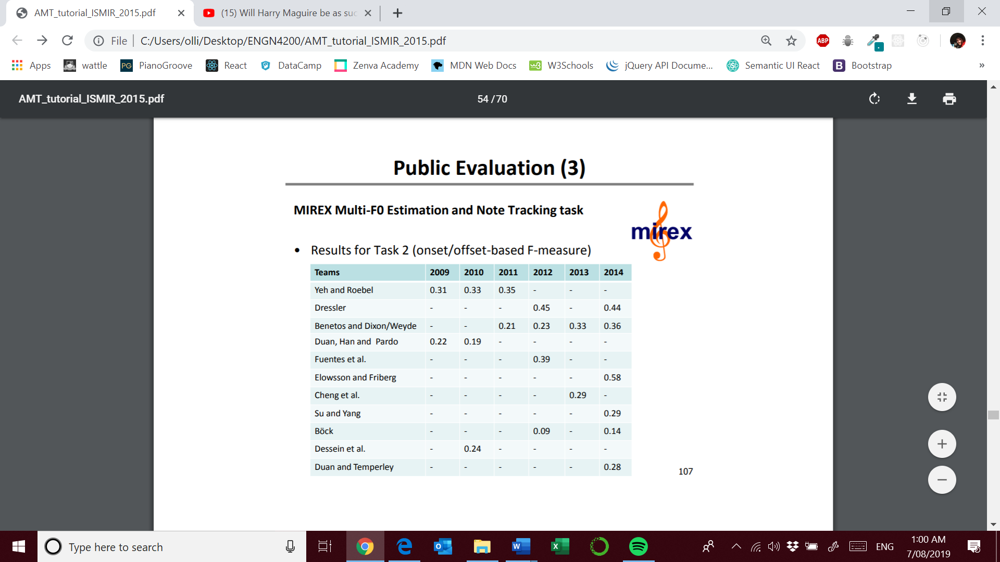 AMT_tutorial_ISMIR_2015.pdf
(15) Will Harry Maguire be as suc
File
C:/Users/olli/Desktop/ENGN4200/AMT_tutorial_ISMIR_2015.pdf
ABP
Apps
wattle
PG PianoGroove
React
DataCamp
Zenva Academy
MDN Web Docs
w3 W3Schools
jQuery API Docume...
Semantic UI React
B Bootstrap
»
AMT_tutorial_ISMIR_2015.pdf
54 / 70
Public Evaluation (3)
MIREX Multi-F0 Estimation and Note Tracking task
mirex
• Results for Task 2 (onset/offset-based F-measure)
Teams 2009 2010 2011 2012 2013 2014
Yeh and Roebel 0.31 0.33 0.35 - - -
Dressler - - - 0.45 - 0.44
Benetos and Dixon/Weyde - - 0.21 0.23 0.33 0.36
Duan, Han and Pardo 0.22 0.19 - - - -
Fuentes et al. - - - 0.39 - -
Elowsson and Friberg - - - - - 0.58
Cheng et al. - - - - 0.29 -
Su and Yang - - - - - 0.29
Böck - - - 0.09 - 0.14
Dessein et al. - 0.24 - - - -
Duan and Temperley - - - - - 0.28
107
Type here to search
ENG
1:00 AM
7/08/2019